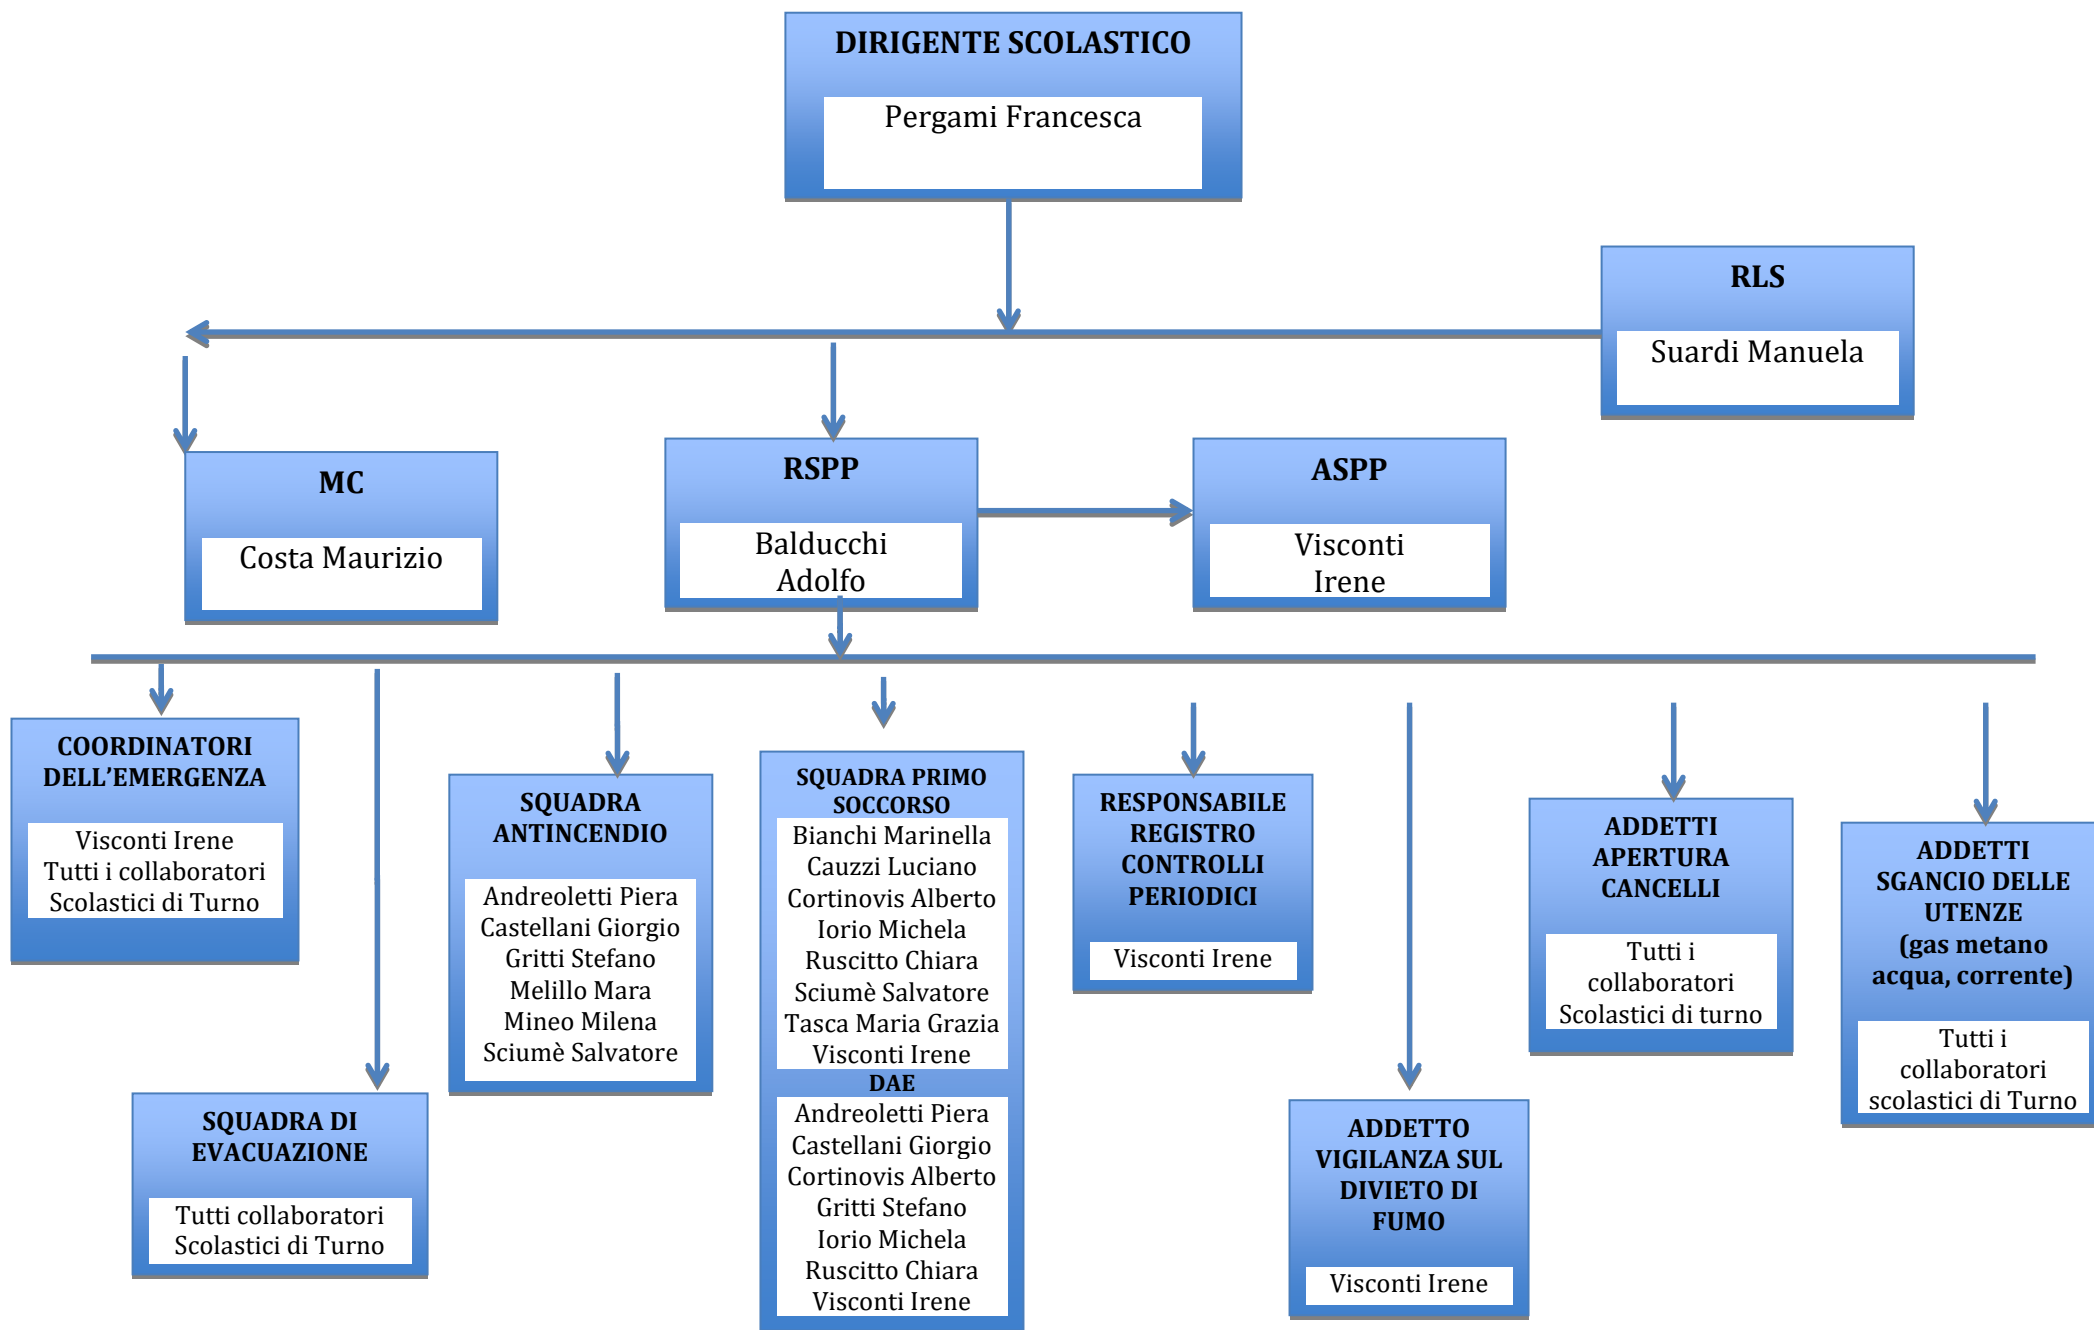 DIRIGENTE SCOLASTICO
Pergami Francesca
RLS
Suardi Manuela
MC
Costa Maurizio
RSPP
Balducchi
Adolfo
ASPP
Visconti
Irene
COORDINATORI
DELL’EMERGENZA
Visconti Irene
Tutti i collaboratori
Scolastici di Turno
SQUADRA DI
EVACUAZIONE
Tutti collaboratori
Scolastici di Turno
SQUADRA
ANTINCENDIO
Andreoletti Piera
Castellani Giorgio
Gritti Stefano
Melillo Mara
Mineo Milena
Sciumè Salvatore
SQUADRA PRIMO
SOCCORSO
Bianchi Marinella
Cauzzi Luciano
Cortinovis Alberto
Iorio Michela
Ruscitto Chiara
Sciumè Salvatore
Tasca Maria Grazia
Visconti Irene
DAE
Andreoletti Piera
Castellani Giorgio
Cortinovis Alberto
Gritti Stefano
Iorio Michela
Ruscitto Chiara
Visconti Irene
RESPONSABILE
REGISTRO
CONTROLLI
PERIODICI
Visconti Irene
ADDETTO
VIGILANZA SUL
DIVIETO DI
FUMO
Visconti Irene
ADDETTI
APERTURA
CANCELLI
Tutti i
collaboratori
Scolastici di turno
ADDETTI
SGANCIO DELLE
UTENZE
(gas metano
acqua, corrente)
Tutti i
collaboratori
scolastici di Turno